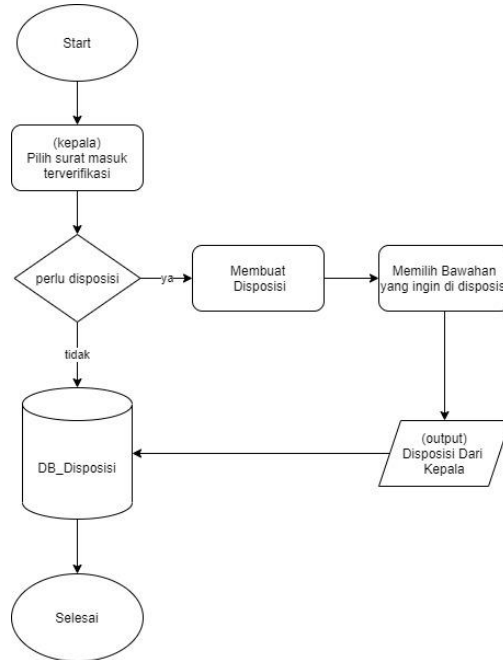 Start
(kepala)
Pilih surat masuk
terverifikasi
perlu disposisi
ya
Membuat
Disposisi
Memilih Bawahan
yang ingin di disposisi
tidak
DB_Disposisi
(output)
Disposisi Dari
Kepala
Selesai